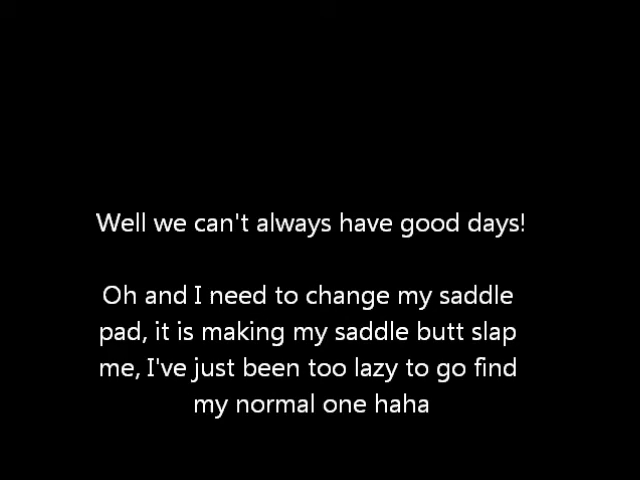 Well we can't always have good days!
Oh and I need to change my saddle
pad, it is making my saddle butt slap
me, I've just been too lazy to go find
my normal one haha